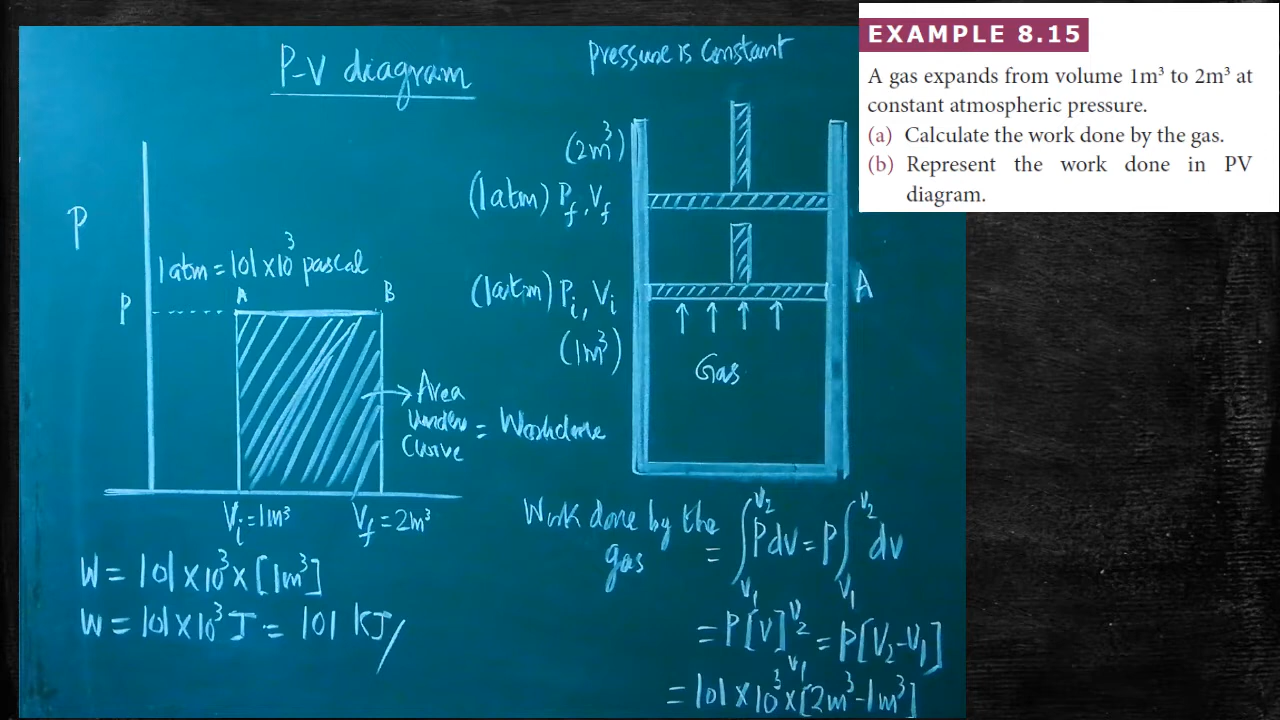 P-V diagram
pressure is Constant
EXAMPLE 8.15
A gas expands from volume 1m³ to 2m³ at
constant atmospheric pressure.
(a) Calculate the work done by the gas.
(b) Represent the work done in PV
diagram.
P
1atm = 101 x 10³ pascal
P
A
B
Area
Under
Curve
= Workdone
Vi = 1m³
Vf = 2m³
W = 101 x 10³ x [1m³]
W = 101 x 10³ J = 101 KJ/
(2m³)
(1atm) Pf, Vf
(1atm) Pi, Vi
(1m³)
A
Gas
Work done by the
gas
= ∫V₁V₂ Pdv = P∫V₁V₂ dv
= P[V]V₁V₂ = P[V₂-V₁]
= 101 x 10³ x [2m³-1m³]